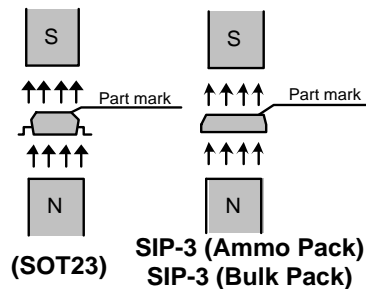 S
S
Part mark
Part mark
N
N
(SOT23)
SIP-3 (Ammo Pack)
SIP-3 (Bulk Pack)